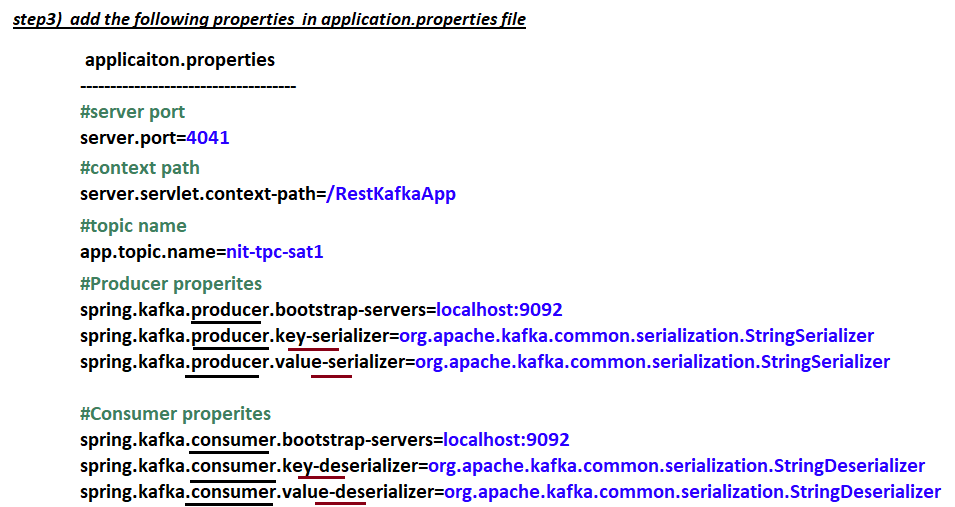 step3) add the following properties in application.properties file
applicaiton.properties
------------------------------------
#server port
server.port=4041
#context path
server.servlet.context-path=/RestKafkaApp
#topic name
app.topic.name=nit-tpc-sat1
#Producer properites
spring.kafka.producer.bootstrap-servers=localhost:9092
spring.kafka.producer.key-serializer=org.apache.kafka.common.serialization.StringSerializer
spring.kafka.producer.value-serializer=org.apache.kafka.common.serialization.StringSerializer
#Consumer properites
spring.kafka.consumer.bootstrap-servers=localhost:9092
spring.kafka.consumer.key-deserializer=org.apache.kafka.common.serialization.StringDeserializer
spring.kafka.consumer.value-deserializer=org.apache.kafka.common.serialization.StringDeserializer